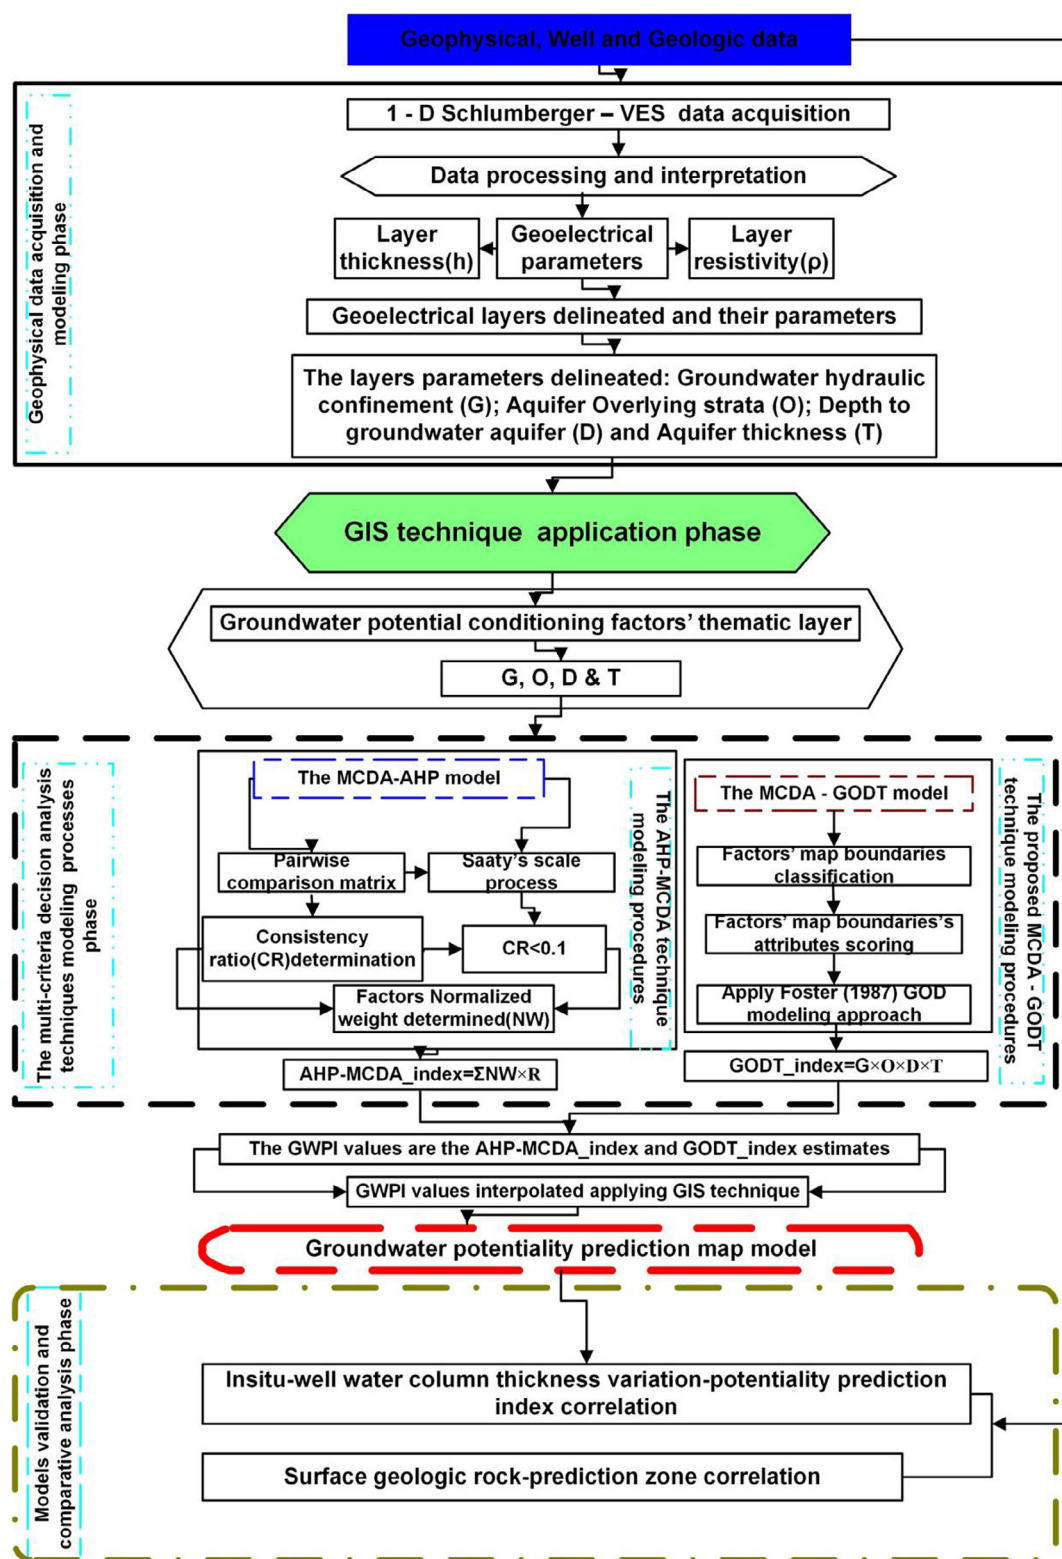 Geophysical, Well and Geologic data
Geophysical data acquisition and
modeling phase
1 - D Schlumberger – VES data acquisition
Data processing and interpretation
Layer
thickness(h)
Geoelectrical
parameters
Layer
resistivity(ρ)
Geoelectrical layers delineated and their parameters
The layers parameters delineated: Groundwater hydraulic
confinement (G); Aquifer Overlying strata (O); Depth to
groundwater aquifer (D) and Aquifer thickness (T)
GIS technique application phase
Groundwater potential conditioning factors' thematic layer
G, O, D & T
The multi-criteria decision analysis
techniques modeling processes
phase
The MCDA-AHP model
Pairwise
comparison matrix
Saaty's scale
process
Consistency
ratio(CR)determination
CR<0.1
Factors Normalized
weight determined(NW)
The AHP-MCDA technique
modeling procedures
AHP-MCDA_index=ΣNW×R
The MCDA - GODT model
Factors' map boundaries
classification
Factors' map boundaries's
attributes scoring
Apply Foster (1987) GOD
modeling approach
GODT_index=G×O×D×T
The proposed MCDA - GODT
technique modeling procedures
The GWPI values are the AHP-MCDA_index and GODT_index estimates
GWPI values interpolated applying GIS technique
Groundwater potentiality prediction map model
Models validation and
comparative analysis phase
Insitu-well water column thickness variation-potentiality prediction
index correlation
Surface geologic rock-prediction zone correlation